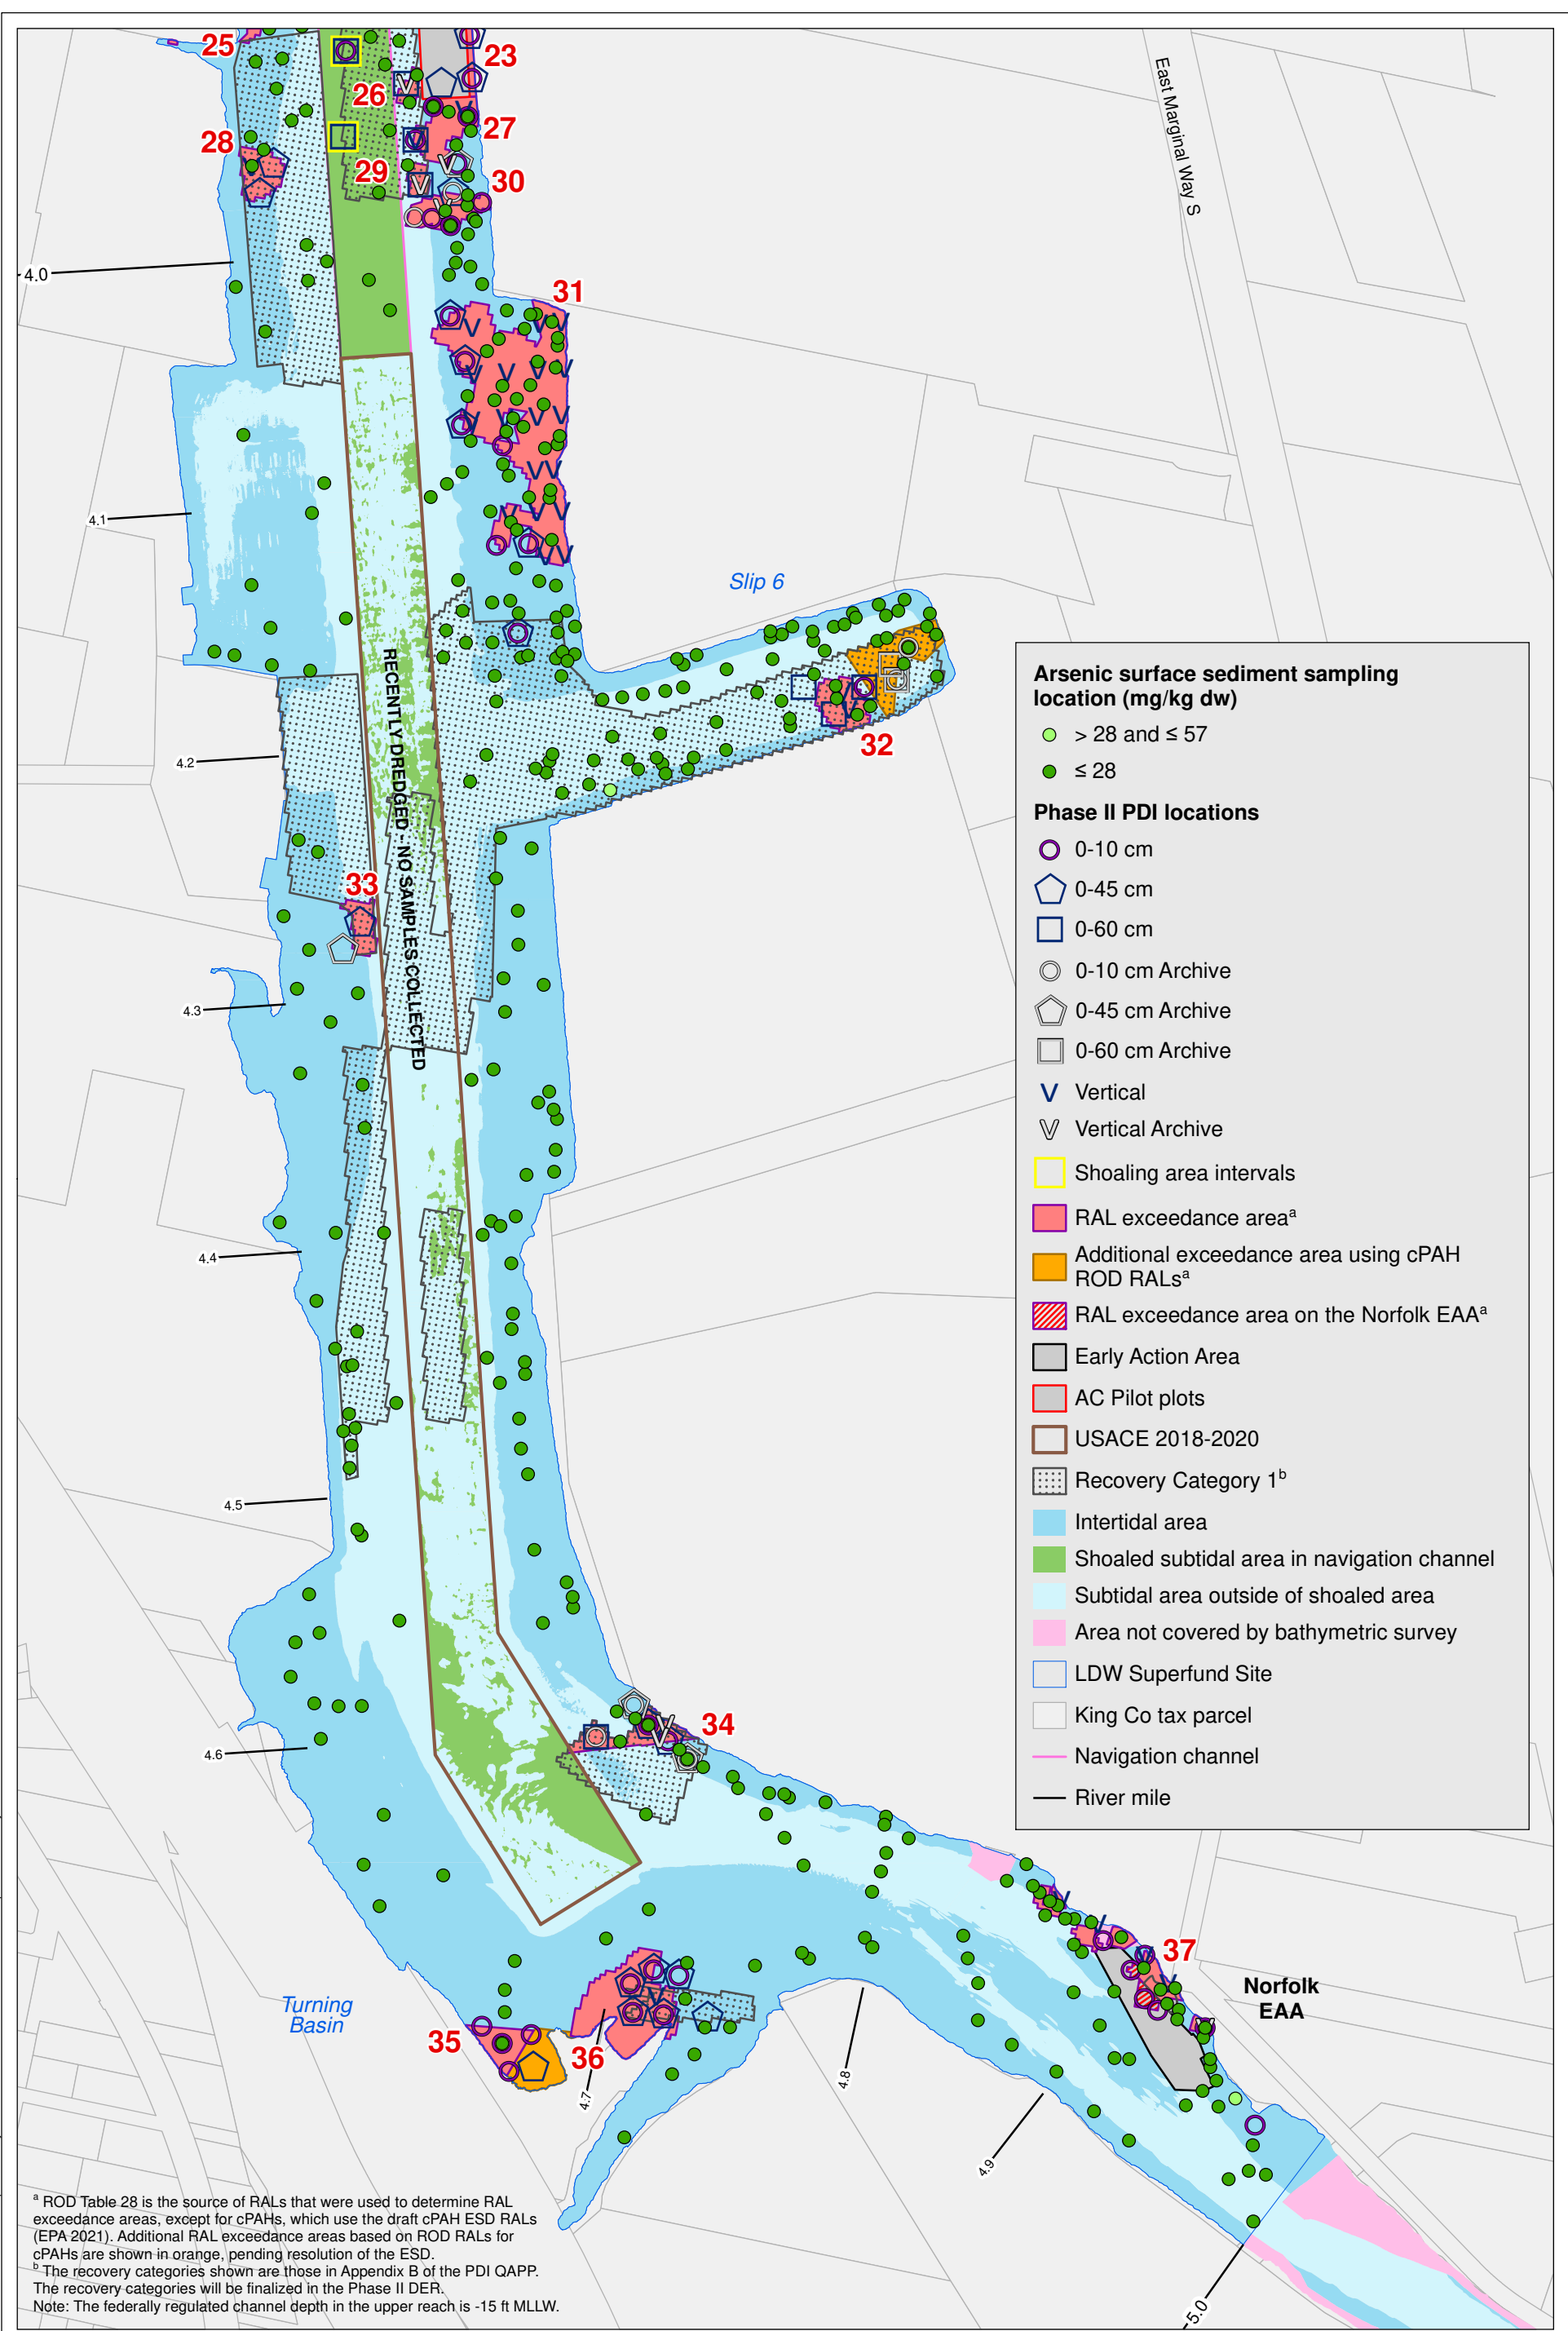 25
23
26
27
28
29
30
East Marginal Way S
4.0
31
4.1
Slip 6
RECENTLY DREDGED - NO SAMPLES COLLECTED
32
4.2
33
4.3
4.4
4.5
4.6
34
37
Norfolk
EAA
Turning
Basin
35
36
4.7
4.8
4.9
5.0
Arsenic surface sediment sampling
location (mg/kg dw)
> 28 and ≤ 57
≤ 28
Phase II PDI locations
0-10 cm
0-45 cm
0-60 cm
0-10 cm Archive
0-45 cm Archive
0-60 cm Archive
V Vertical
V Vertical Archive
Shoaling area intervals
RAL exceedance areaᵃ
Additional exceedance area using cPAH
ROD RALsᵃ
RAL exceedance area on the Norfolk EAAᵃ
Early Action Area
AC Pilot plots
USACE 2018-2020
Recovery Category 1ᵇ
Intertidal area
Shoaled subtidal area in navigation channel
Subtidal area outside of shoaled area
Area not covered by bathymetric survey
LDW Superfund Site
King Co tax parcel
Navigation channel
River mile
ᵃ ROD Table 28 is the source of RALs that were used to determine RAL
exceedance areas, except for cPAHs, which use the draft cPAH ESD RALs
(EPA 2021). Additional RAL exceedance areas based on ROD RALs for
cPAHs are shown in orange, pending resolution of the ESD.
ᵇ The recovery categories shown are those in Appendix B of the PDI QAPP.
The recovery categories will be finalized in the Phase II DER.
Note: The federally regulated channel depth in the upper reach is -15 ft MLLW.